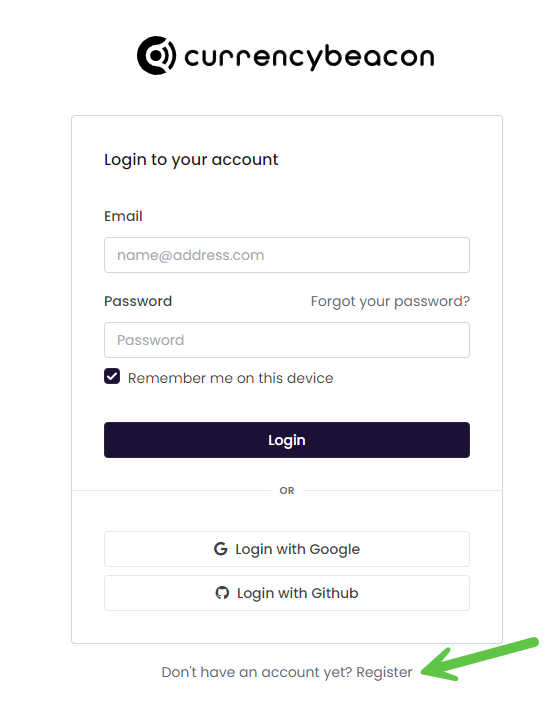 currencybeacon
Login to your account
Email
name@address.com
Password Forgot your password?
Password
Remember me on this device
Login
OR
Login with Google
Login with Github
Don't have an account yet? Register